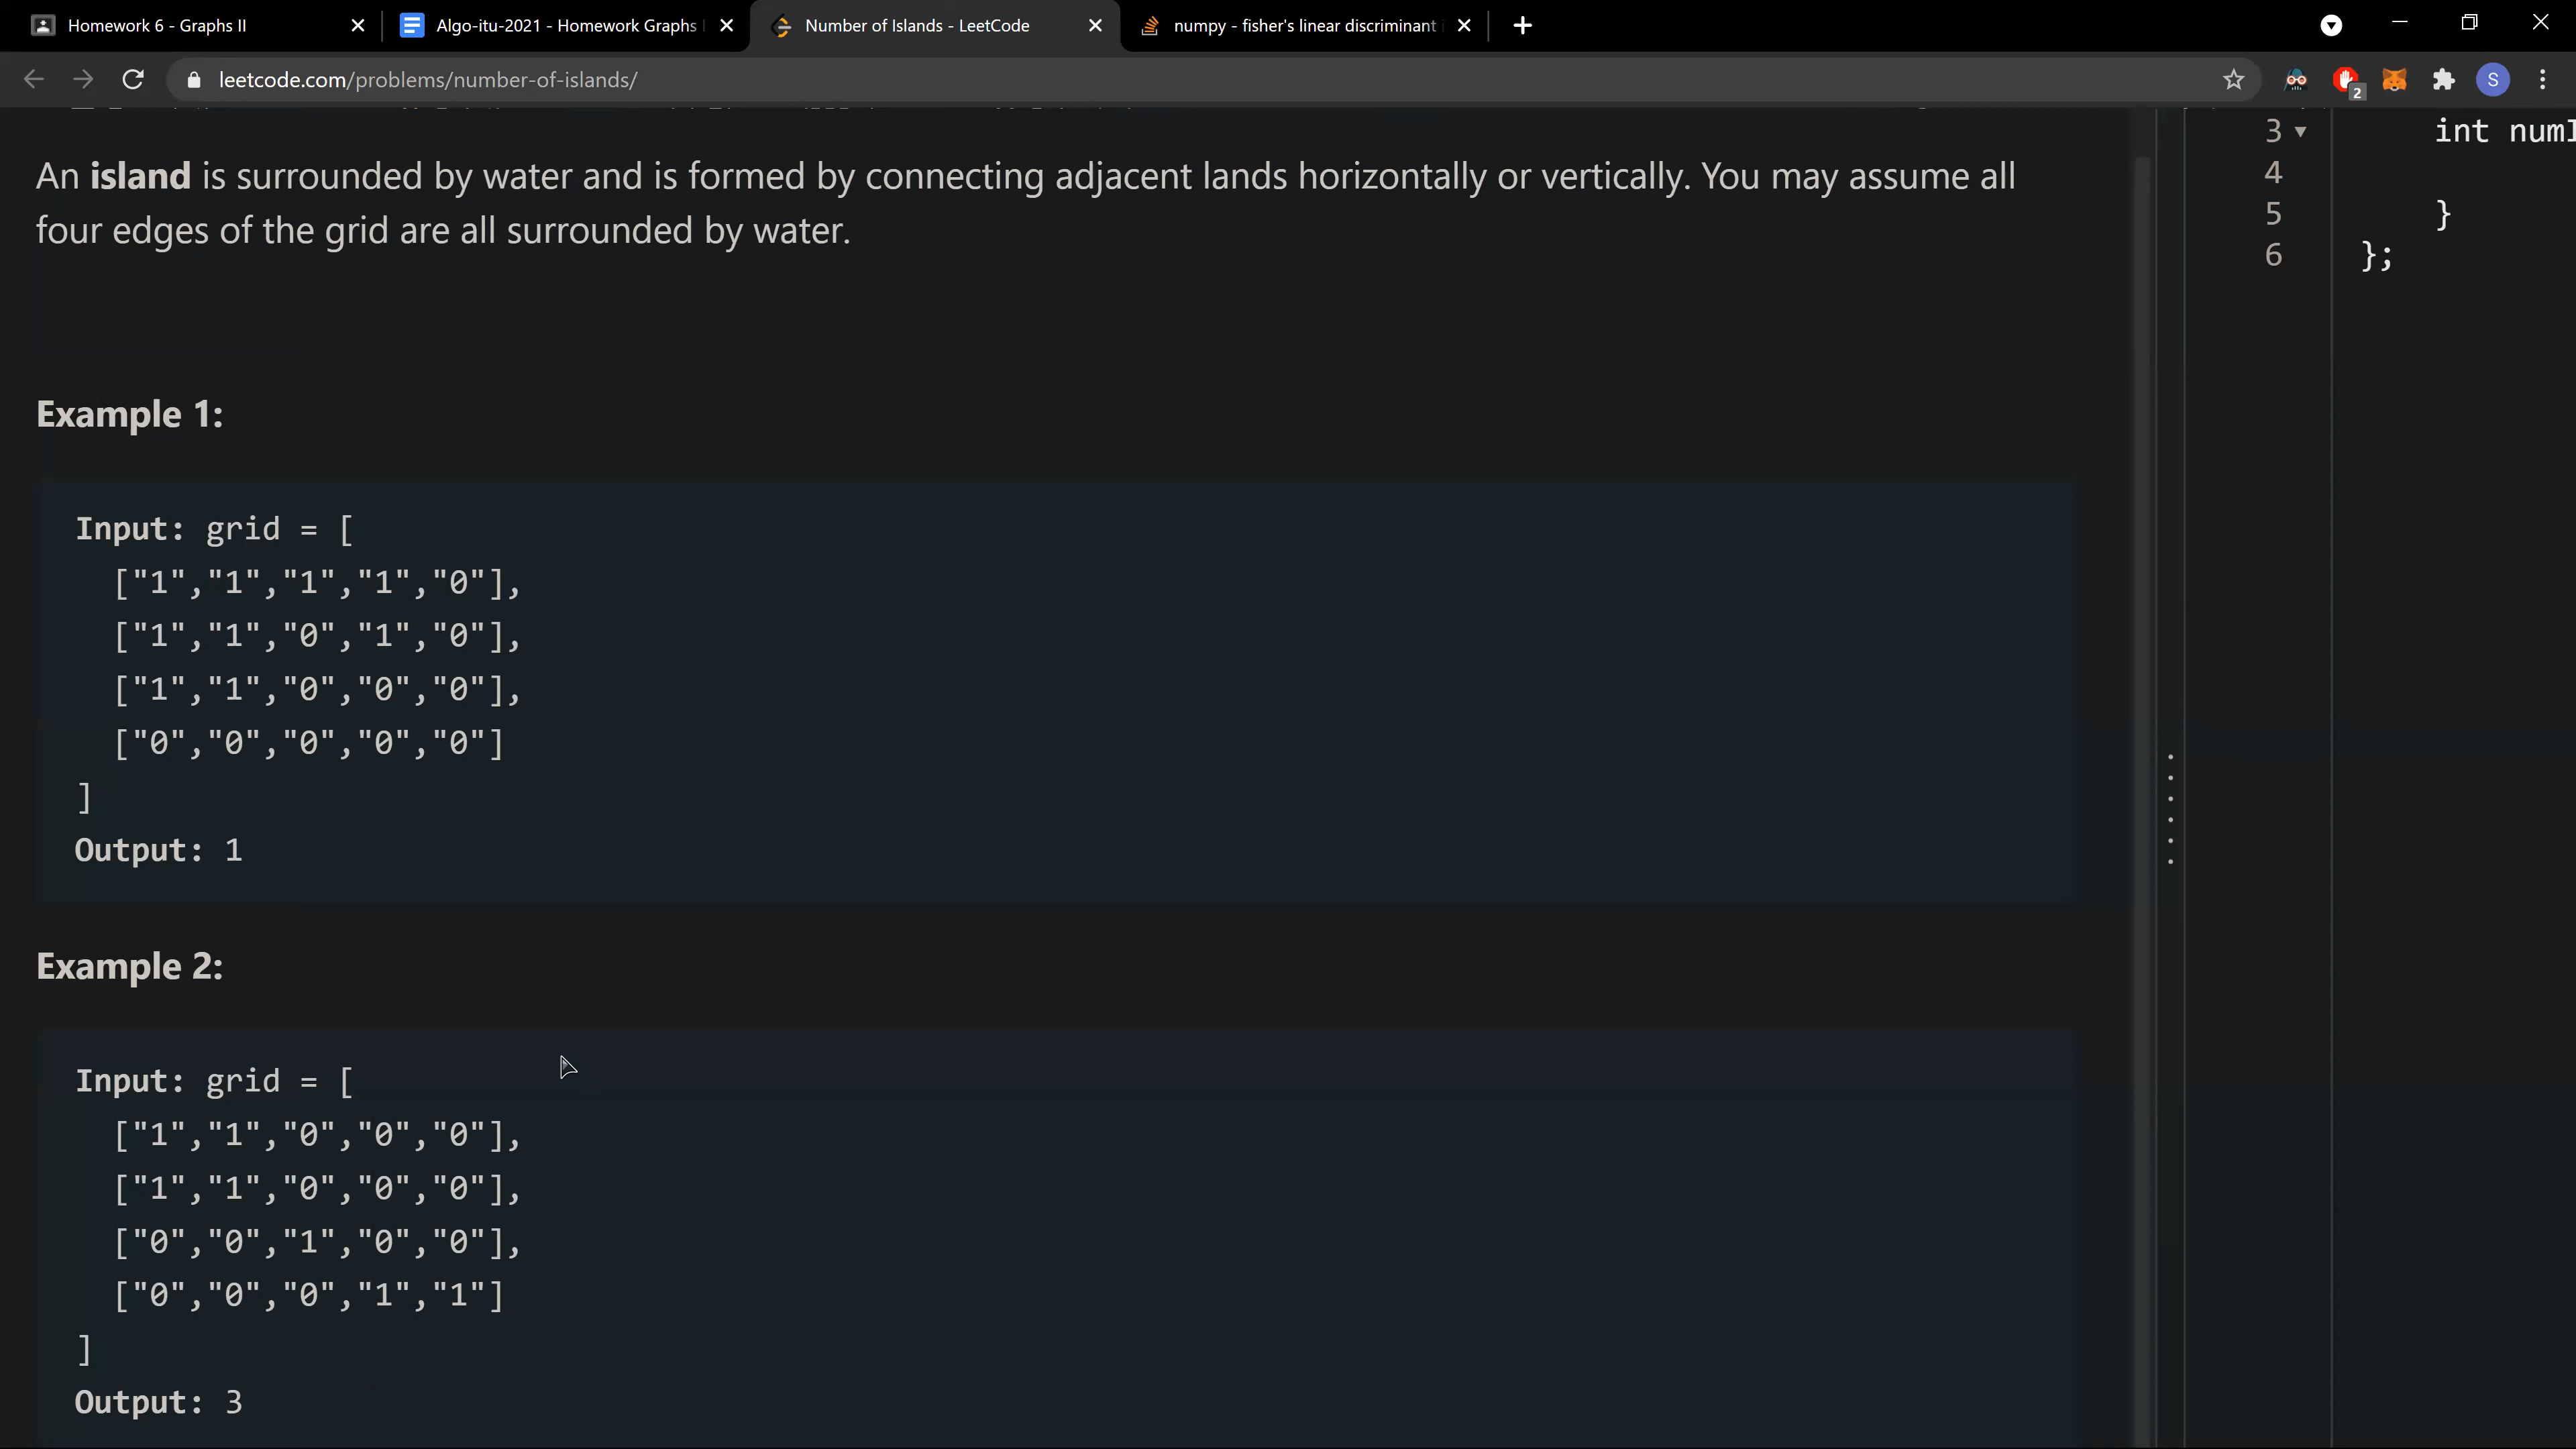 Homework 6 - Graphs II
Algo-itu-2021 - Homework Graphs
Number of Islands - LeetCode
numpy - fisher's linear discriminant
leetcode.com/problems/number-of-islands/
2
S
An island is surrounded by water and is formed by connecting adjacent lands horizontally or vertically. You may assume all
four edges of the grid are all surrounded by water.
Example 1:
Input: grid = [
["1","1","1","1","0"],
["1","1","0","1","0"],
["1","1","0","0","0"],
["0","0","0","0","0"]
]
Output: 1
Example 2:
Input: grid = [
["1","1","0","0","0"],
["1","1","0","0","0"],
["0","0","1","0","0"],
["0","0","0","1","1"]
]
Output: 3
3 int numI
4
5 }
6 };